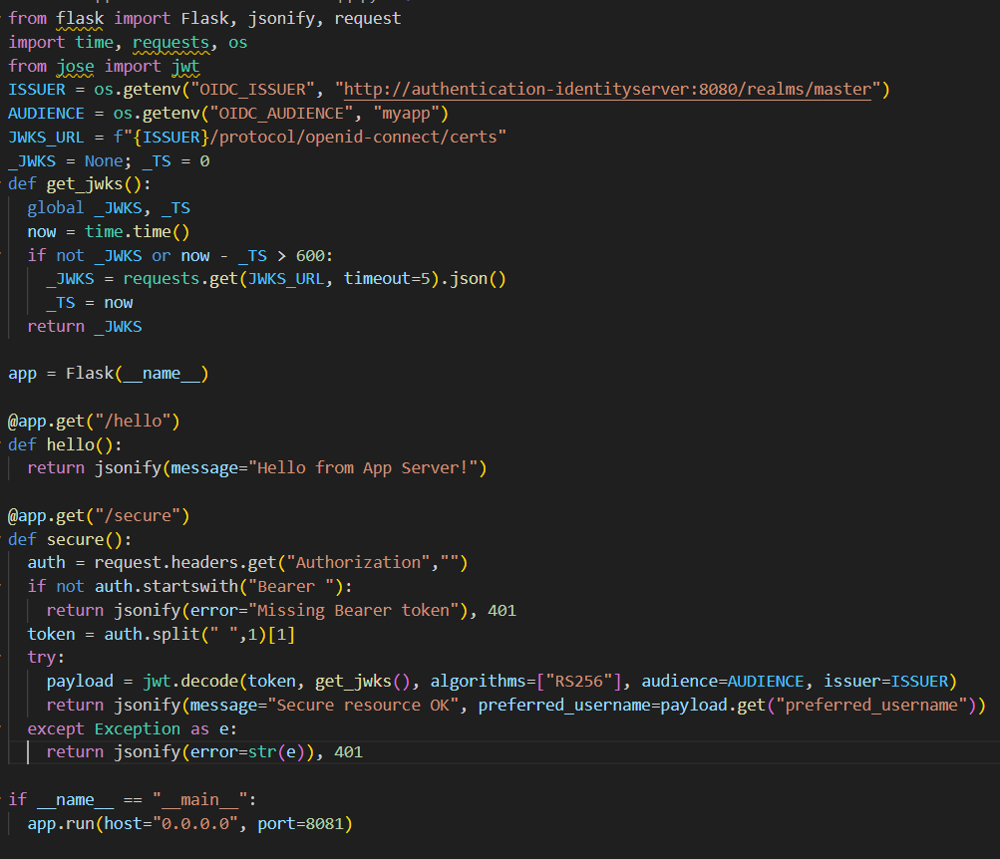 from flask import Flask, jsonify, request
import time, requests, os
from jose import jwt
ISSUER = os.getenv("OIDC_ISSUER", "http://authentication-identityserver:8080/realms/master")
AUDIENCE = os.getenv("OIDC_AUDIENCE", "myapp")
JWKS_URL = f"{ISSUER}/protocol/openid-connect/certs"
_JWKS = None; _TS = 0
def get_jwks():
  global _JWKS, _TS
  now = time.time()
  if not _JWKS or now - _TS > 600:
    _JWKS = requests.get(JWKS_URL, timeout=5).json()
    _TS = now
  return _JWKS

app = Flask(__name__)

@app.get("/hello")
def hello():
  return jsonify(message="Hello from App Server!")

@app.get("/secure")
def secure():
  auth = request.headers.get("Authorization","")
  if not auth.startswith("Bearer "):
    return jsonify(error="Missing Bearer token"), 401
  token = auth.split(" ",1)[1]
  try:
    payload = jwt.decode(token, get_jwks(), algorithms=["RS256"], audience=AUDIENCE, issuer=ISSUER)
    return jsonify(message="Secure resource OK", preferred_username=payload.get("preferred_username"))
  except Exception as e:
    return jsonify(error=str(e)), 401

if __name__ == "__main__":
  app.run(host="0.0.0.0", port=8081)